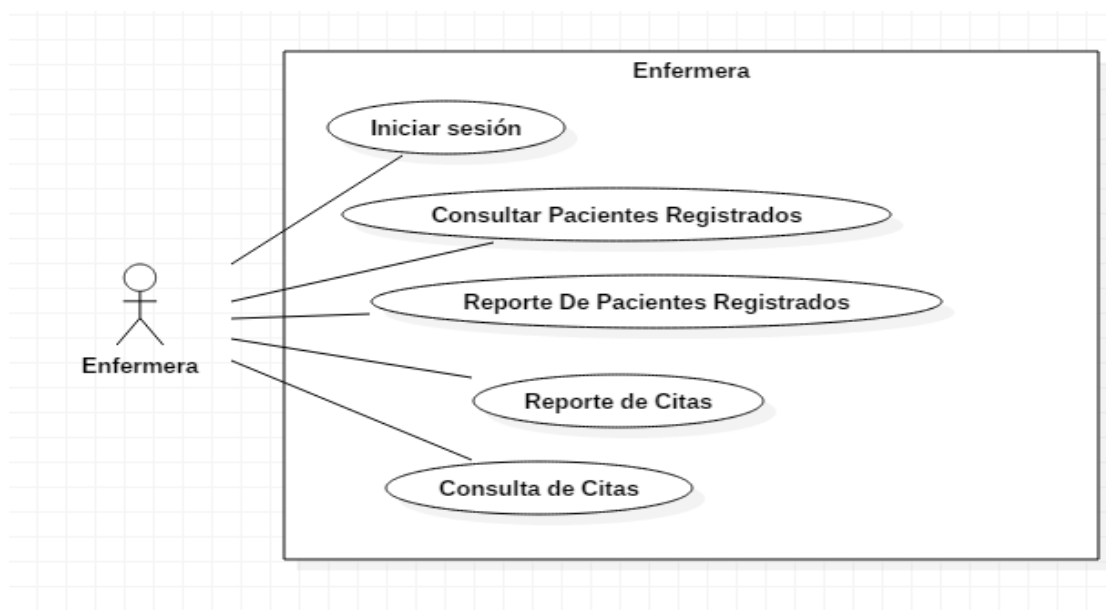 Enfermera
Iniciar sesión
Consultar Pacientes Registrados
Reporte De Pacientes Registrados
Enfermera
Reporte de Citas
Consulta de Citas